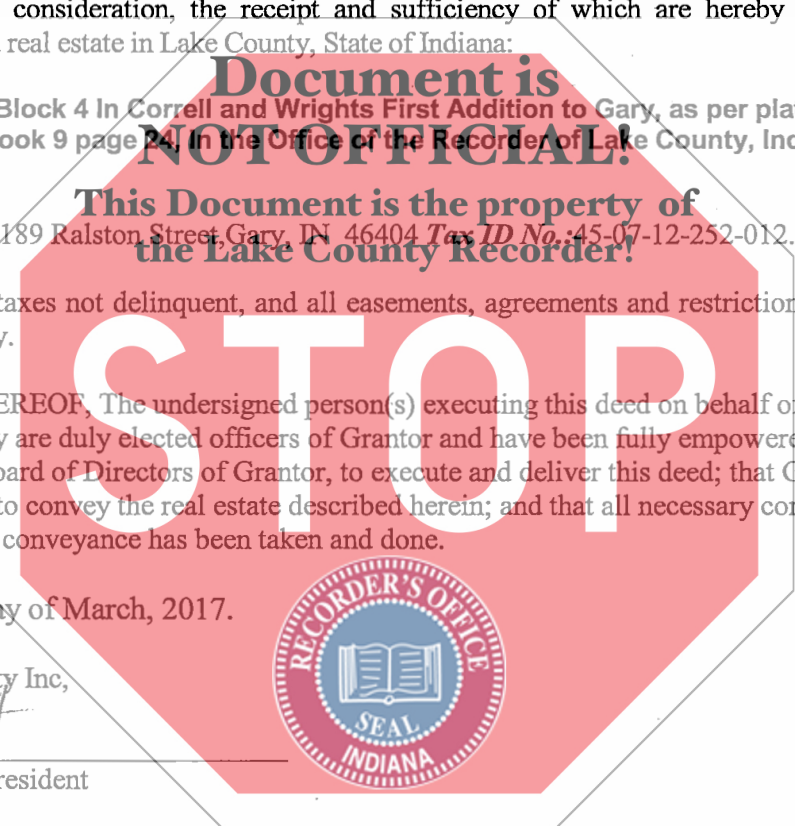 consideration, the receipt and sufficiency of which are hereby
real estate in Lake County, State of Indiana:
Document is
Block 4 In Correll and Wrights First Addition to Gary, as per pla
ook 9 page 24, In the Office of the Recorder of Lake County, Ind
NOT OFFICIAL!
This Document is the property of
189 Ralston Street,Gary, IN 46404 Tax ID No.:45-07-12-252-012.
the Lake County Recorder!
taxes not delinquent, and all easements, agreements and restriction
y.
STOP
EREOF, The undersigned person(s) executing this deed on behalf o
y are duly elected officers of Grantor and have been fully empowere
oard of Directors of Grantor, to execute and deliver this deed; that
to convey the real estate described herein; and that all necessary cor
conveyance has been taken and done.
ay of March, 2017.
RECORDER'S OFFICE
ty Inc,
SEAL
INDIANA
resident